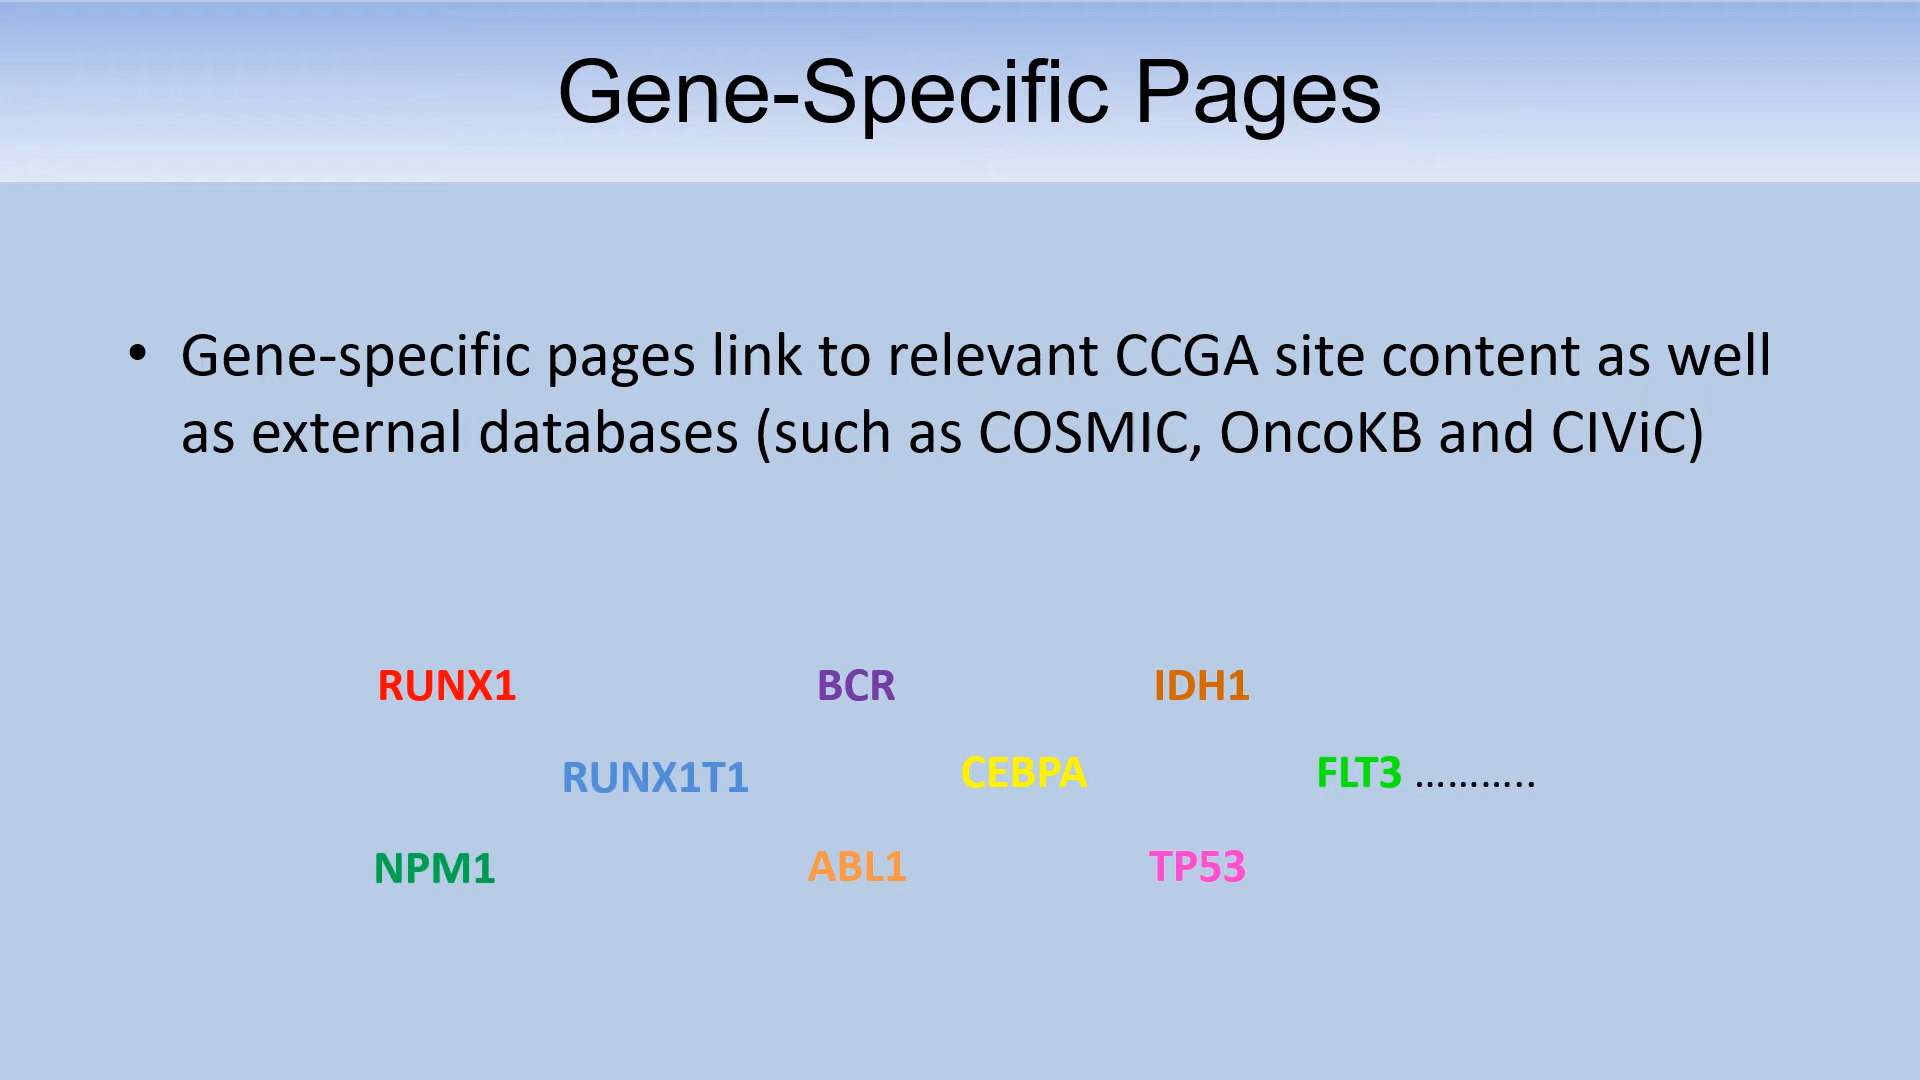 Gene-Specific Pages
• Gene-specific pages link to relevant CCGA site content as well
as external databases (such as COSMIC, OncoKB and CIViC)
RUNX1 BCR IDH1
RUNX1T1 CEBPA FLT3 ………..
NPM1 ABL1 TP53